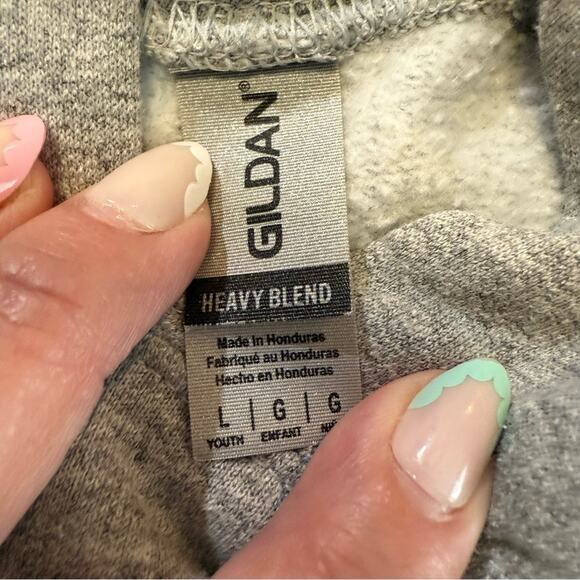 GILDAN®
HEAVY BLEND
Made in Honduras
Fabriqué au Honduras
Hecho en Honduras
L | G | G
YOUTH ENFANT